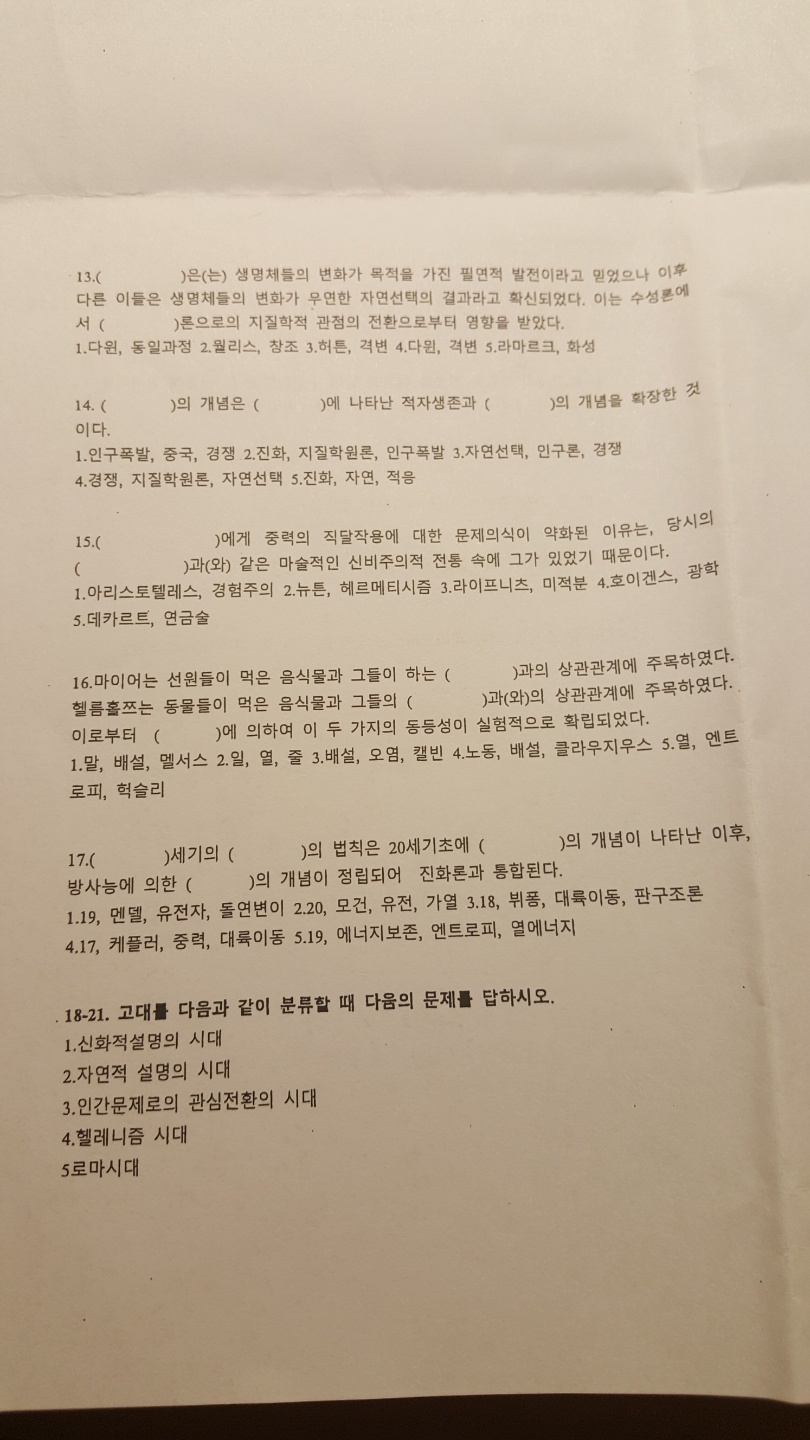 13.( )은(는) 생명체들의 변화가 목적을 가진 필연적 발전이라고 믿었으나 이후
다른 이들은 생명체들의 변화가 우연한 자연선택의 결과라고 확신되었다. 이는 수성론에
서 ( )론으로의 지질학적 관점의 전환으로부터 영향을 받았다.
1.다윈, 동일과정 2.월리스, 창조 3.허튼, 격변 4.다윈, 격변 5.라마르크, 화성
14. ( )의 개념은 ( )에 나타난 적자생존과 ( )의 개념을 확장한 것
이다.
1.인구폭발, 중국, 경쟁 2.진화, 지질학원론, 인구폭발 3.자연선택, 인구론, 경쟁
4.경쟁, 지질학원론, 자연선택 5.진화, 자연, 적응
15.( )에게 중력의 직달작용에 대한 문제의식이 약화된 이유는, 당시의
( )과(와) 같은 마술적인 신비주의적 전통 속에 그가 있었기 때문이다.
1.아리스토텔레스, 경험주의 2.뉴튼, 헤르메티시즘 3.라이프니츠, 미적분 4.호이겐스, 광학
5.데카르트, 연금술
16.마이어는 선원들이 먹은 음식물과 그들이 하는 ( )과의 상관관계에 주목하였다.
헬름홀쯔는 동물들이 먹은 음식물과 그들의 ( )과(와)의 상관관계에 주목하였다.
이로부터 ( )에 의하여 이 두 가지의 동등성이 실험적으로 확립되었다.
1.말, 배설, 멜서스 2.일, 열, 줄 3.배설, 오염, 캘빈 4.노동, 배설, 클라우지우스 5.열, 엔트
로피, 헉슬리
17.( )세기의 ( )의 법칙은 20세기초에 ( )의 개념이 나타난 이후,
방사능에 의한 ( )의 개념이 정립되어 진화론과 통합된다.
1.19, 멘델, 유전자, 돌연변이 2.20, 모건, 유전, 가열 3.18, 뷔퐁, 대륙이동, 판구조론
4.17, 케플러, 중력, 대륙이동 5.19, 에너지보존, 엔트로피, 열에너지
18-21. 고대를 다음과 같이 분류할 때 다음의 문제를 답하시오.
1.신화적설명의 시대
2.자연적 설명의 시대
3.인간문제로의 관심전환의 시대
4.헬레니즘 시대
5로마시대